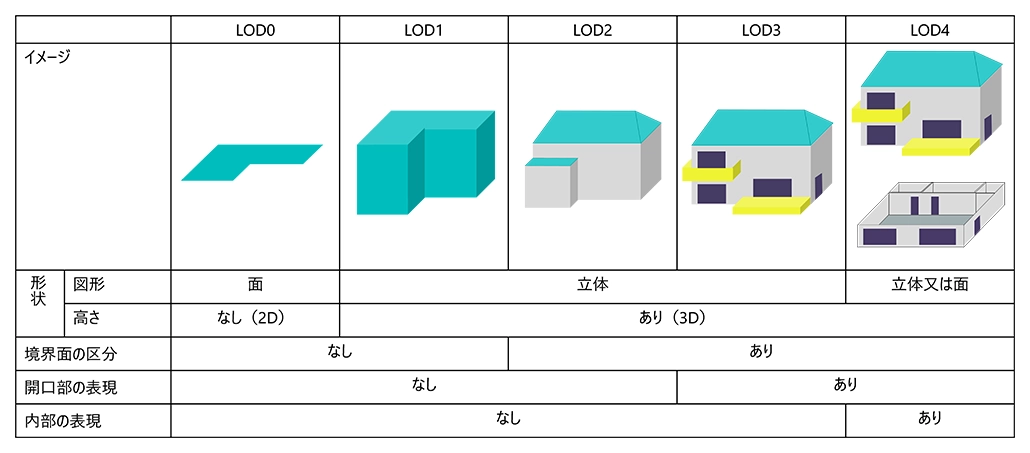 LOD0 LOD1 LOD2 LOD3 LOD4
イメージ
形状 図形 面 立体 立体又は面
高さ なし（2D） あり（3D）
境界面の区分 なし あり
開口部の表現 なし あり
内部の表現 なし あり